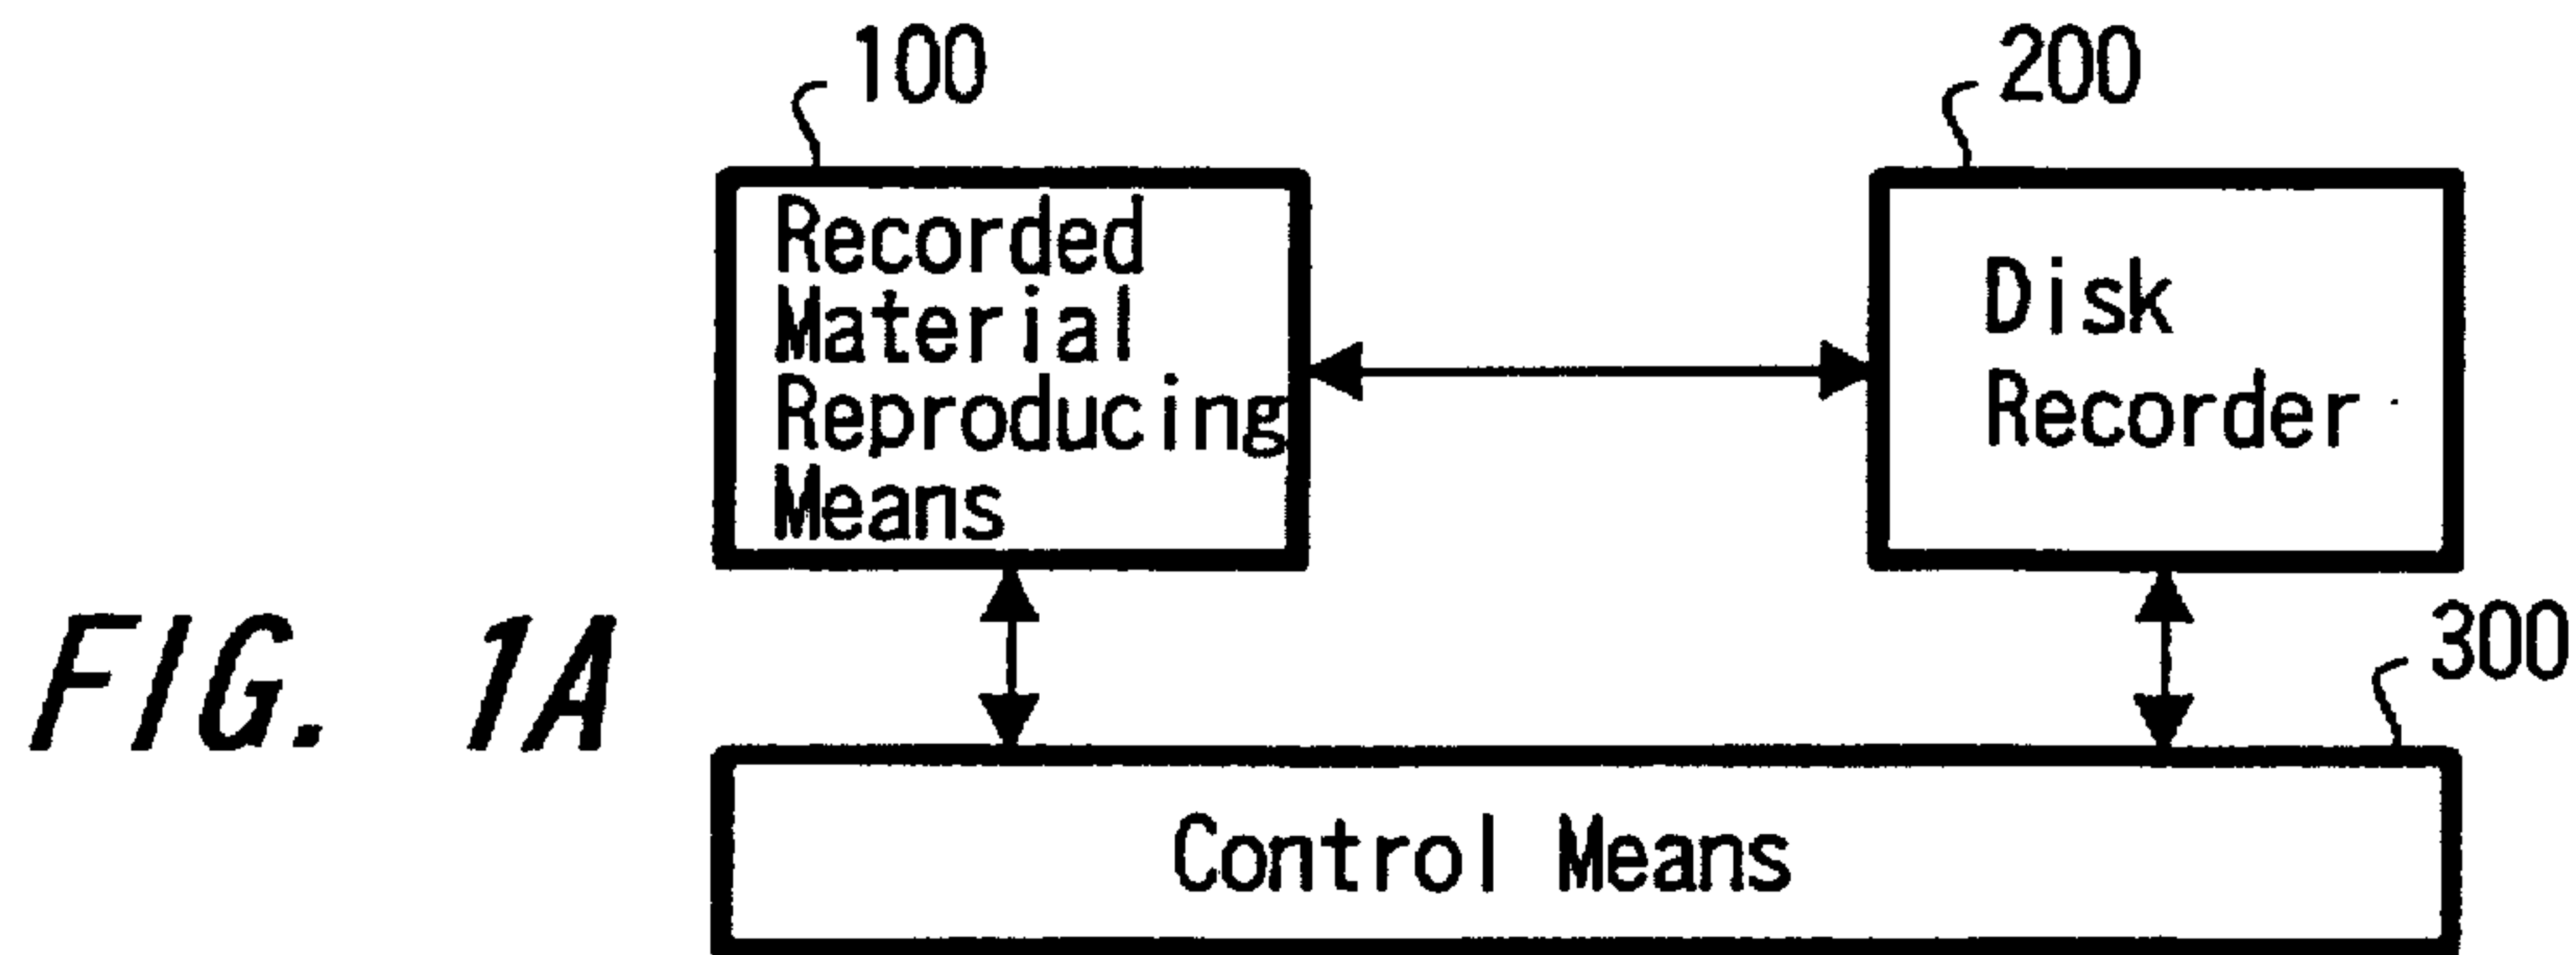 100
200
Recorded
Material
Reproducing
Means
Disk
Recorder
300
FIG. 1A
Control Means